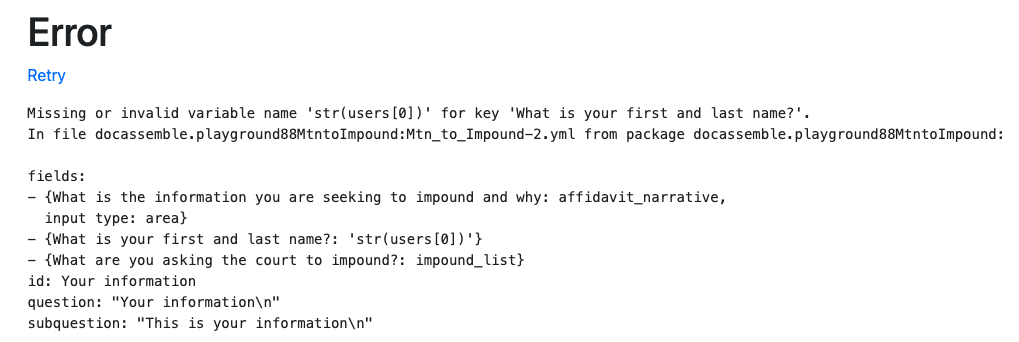 Error
Retry
Missing or invalid variable name 'str(users[0])' for key 'What is your first and last name?'.
In file docassemble.playground88MtntoImpound:Mtn_to_Impound-2.yml from package docassemble.playground88MtntoImpound:
fields:
- {What is the information you are seeking to impound and why: affidavit_narrative,
  input type: area}
- {What is your first and last name?: 'str(users[0])'}
- {What are you asking the court to impound?: impound_list}
id: Your information
question: "Your information\n"
subquestion: "This is your information\n"